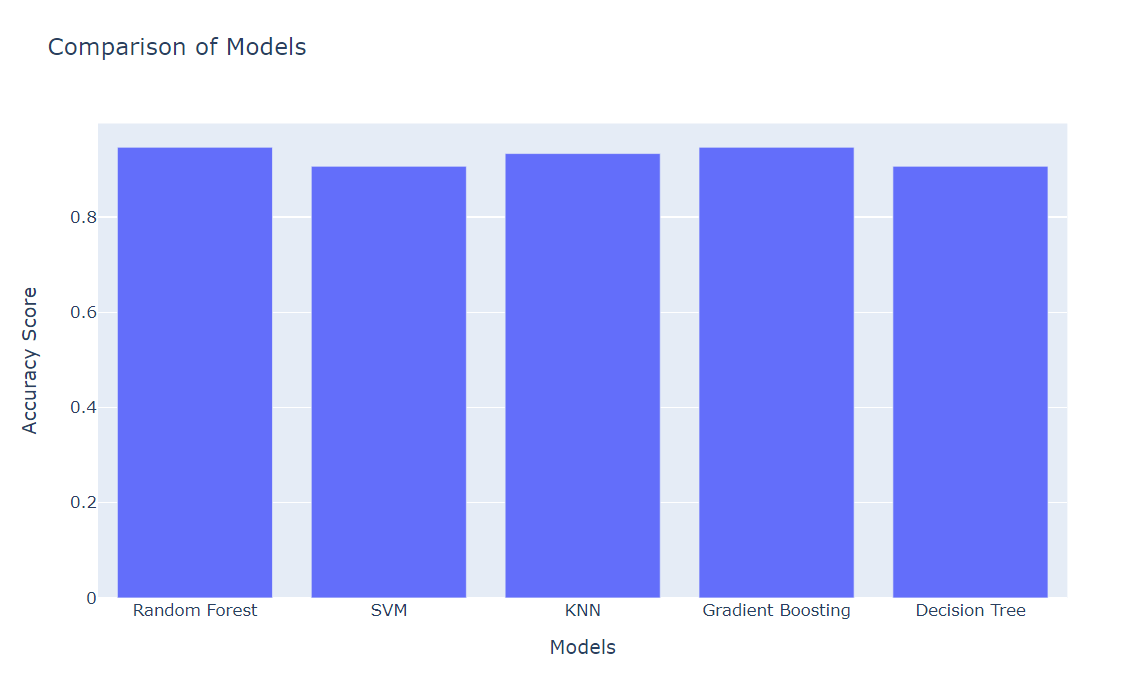 Comparison of Models
Accuracy Score
0.8
0.6
0.4
0.2
0
Random Forest
SVM
KNN
Gradient Boosting
Decision Tree
Models